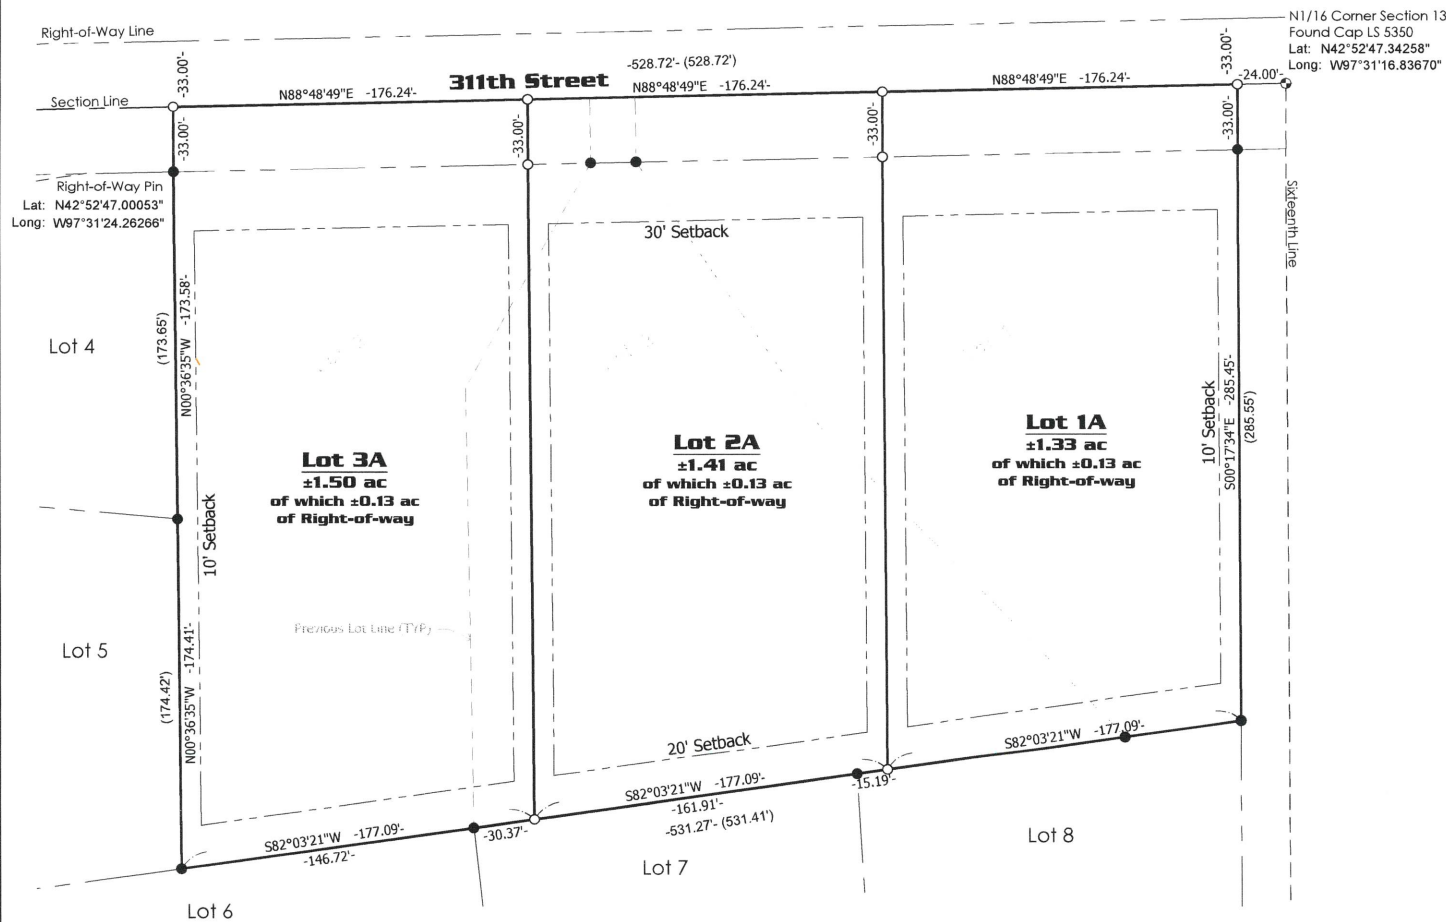 Right-of-Way Line
N1/16 Corner Section 13
Found Cap LS 5350
Lat: N42°52'47.34258"
Long: W97°31'16.83670"
-33.00'-
-528.72'- (528.72')
-33.00'-
-24.00'-
311th Street
Section Line
N88°48'49"E -176.24'-
N88°48'49"E -176.24'-
N88°48'49"E -176.24'-
-33.00'-
-33.00'-
-33.00'-
-33.00'-
Right-of-Way Pin
Lat: N42°52'47.00053"
Long: W97°31'24.26266"
Sixteenth Line
30' Setback
Lot 4
(173.65')
N00°36'35"W -173.58'-
10' Setback
S00°17'34"E -285.45'-
(285.55')
Lot 3A
±1.50 ac
of which ±0.13 ac
of Right-of-way
Lot 2A
±1.41 ac
of which ±0.13 ac
of Right-of-way
Lot 1A
±1.33 ac
of which ±0.13 ac
of Right-of-way
10' Setback
Previous Lot Line (TYP)
Lot 5
(174.42')
N00°36'35"W -174.41'-
20' Setback
S82°03'21"W -177.09'-
S82°03'21"W -177.09'-
-15.19'-
-161.91'-
-531.27'- (531.41')
S82°03'21"W -177.09'-
-30.37'-
-146.72'-
Lot 8
Lot 7
Lot 6